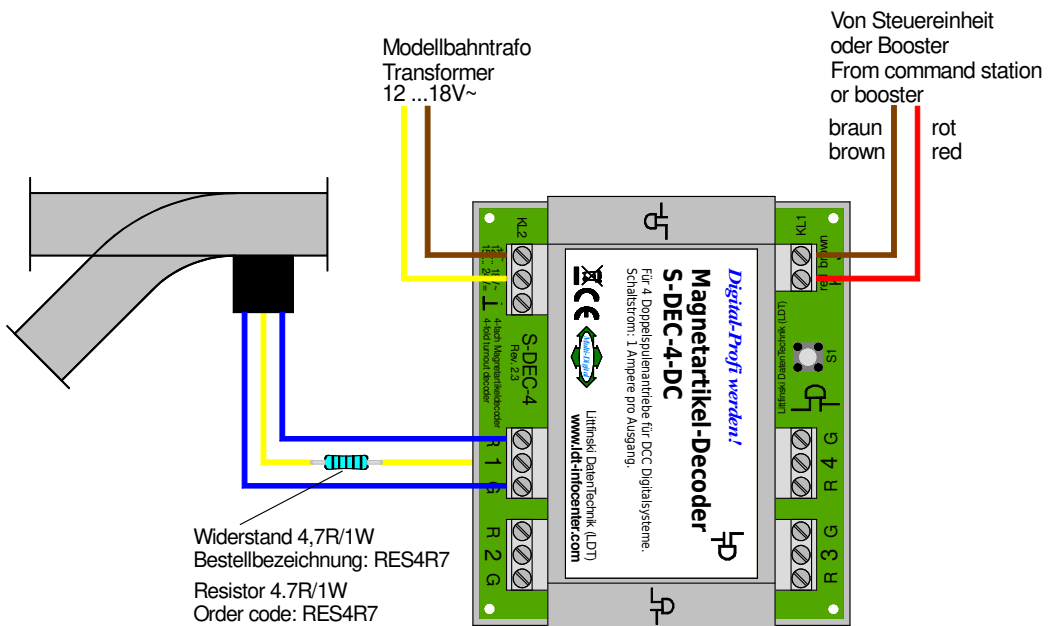 Modellbahntrafo
Transformer
12 ...18V~
Von Steuereinheit
oder Booster
From command station
or booster
braun
brown
rot
red
KL2
S-DEC-4
Rev. 2.3
4-fach Magnetartikeldecoder
4-fold turnout decoder
R 1 G
R 2 G
Digital-Profi werden!
Magnetartikel-Decoder
S-DEC-4-DC
Für 4 Doppelspulenantriebe für DCC Digitalsysteme.
Schaltstrom: 1 Ampere pro Ausgang.
CE
Multi-Digital
Littfinski DatenTechnik (LDT)
www.ldt-infocenter.com
KL1
brown
S1
Littfinski DatenTechnik (LDT)
R 4 G
R 3 G
Widerstand 4,7R/1W
Bestellbezeichnung: RES4R7
Resistor 4.7R/1W
Order code: RES4R7